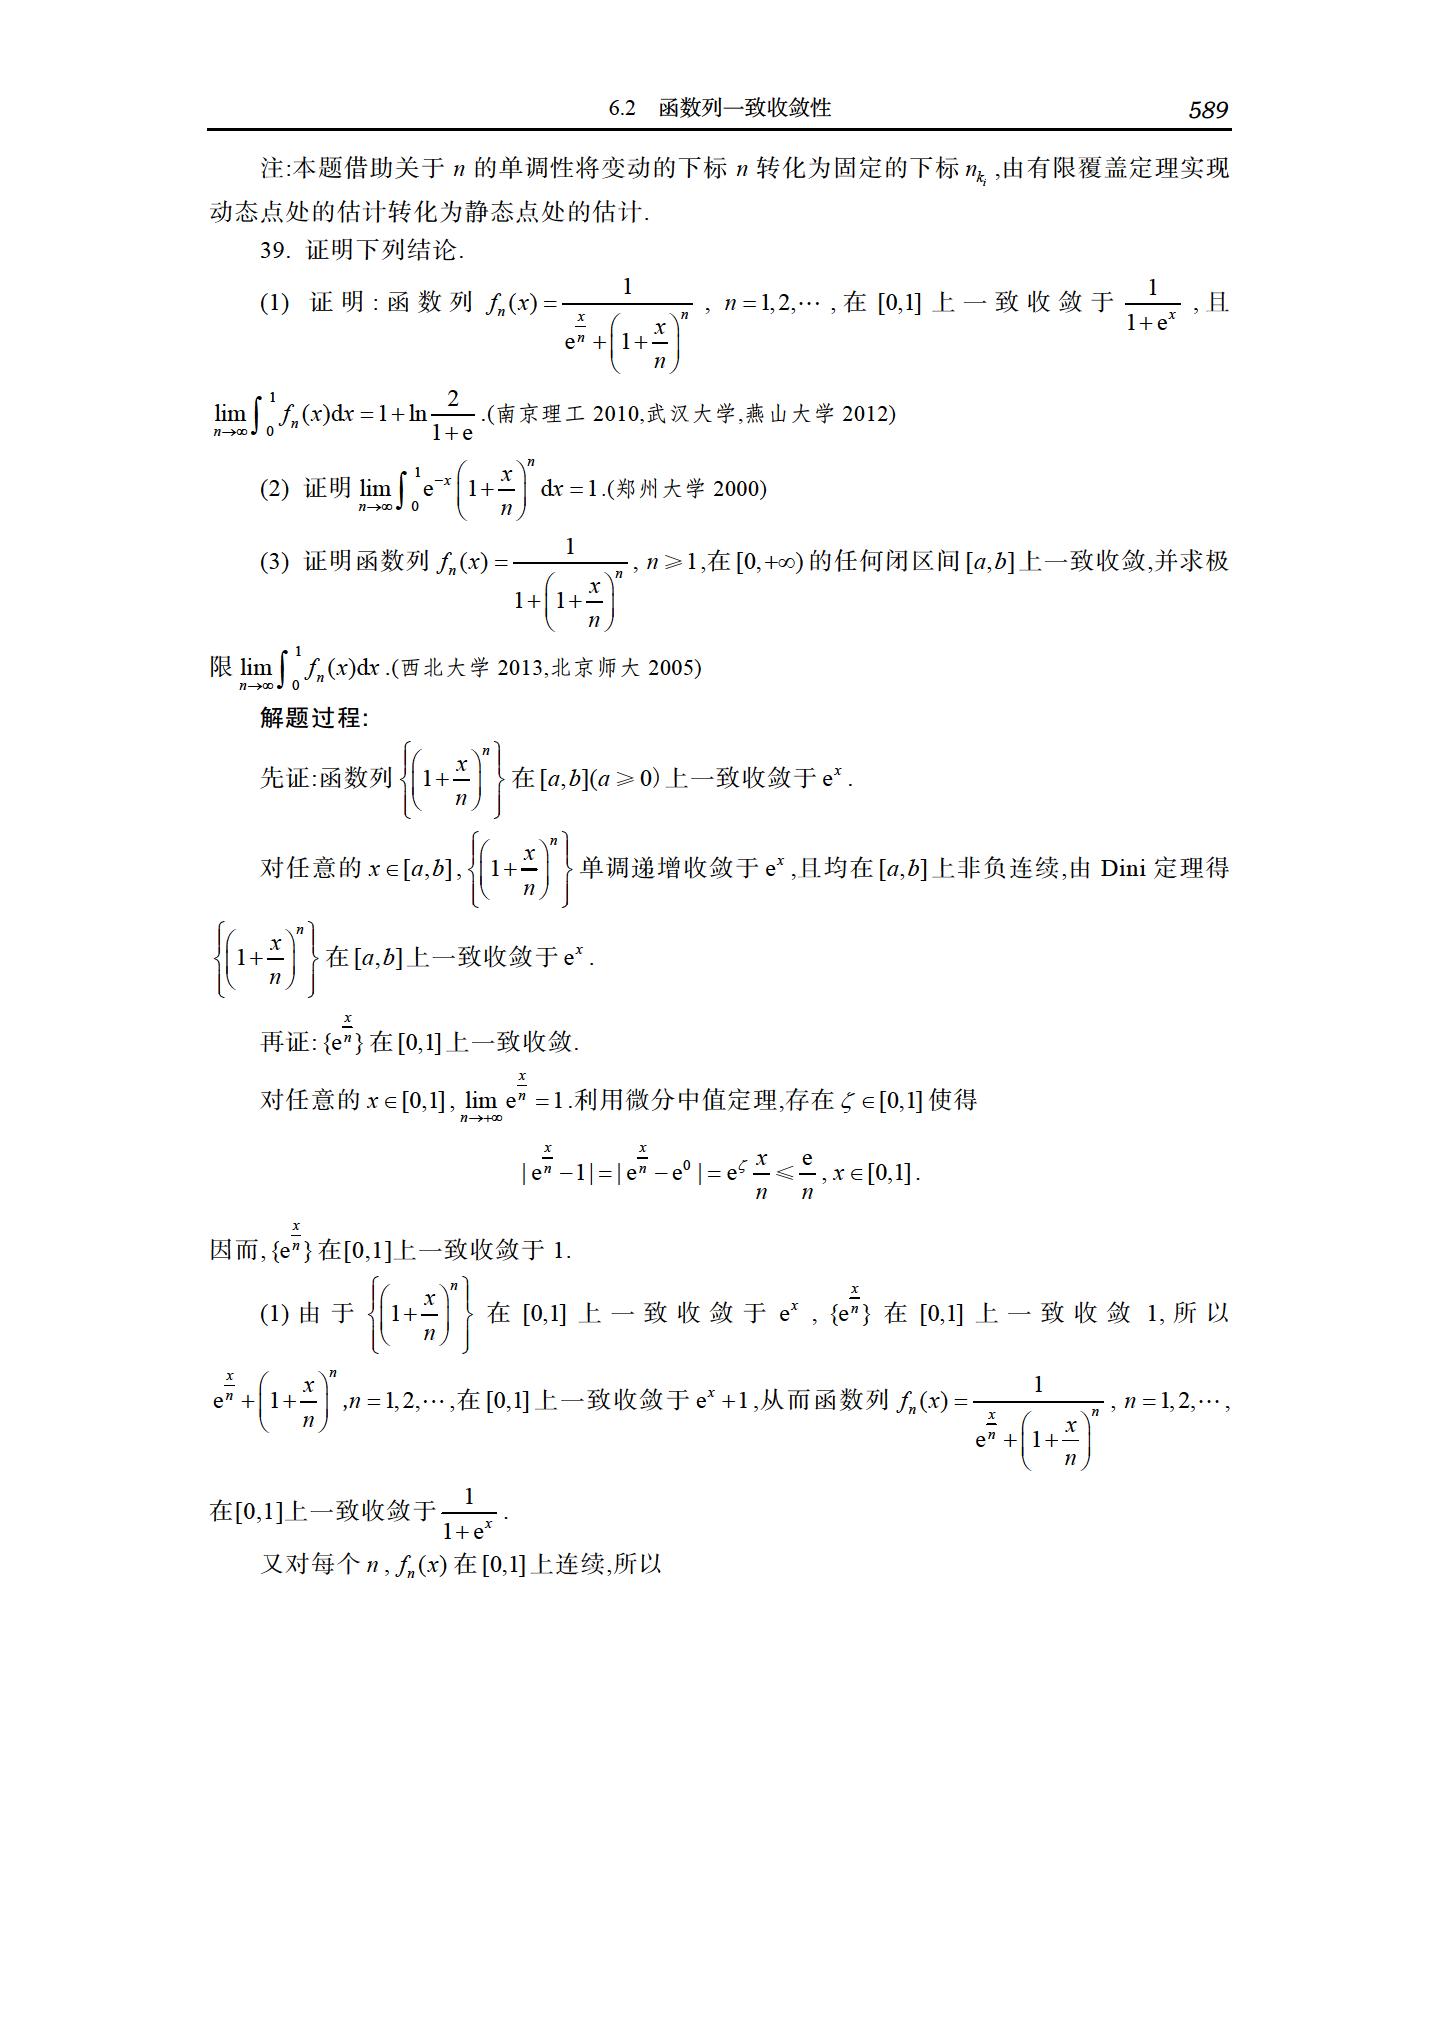 6.2 函数列一致收敛性 589
注:本题借助关于 n 的单调性将变动的下标 n 转化为固定的下标 $n_{k_i}$ ,由有限覆盖定理实现
动态点处的估计转化为静态点处的估计.
39. 证明下列结论.
(1) 证明:函数列 $f_n(x)=\frac{1}{e^{\frac{x}{n}}+\left(1+\frac{x}{n}\right)^n}$ , $n=1,2,\cdots$ ,在 [0,1] 上一致收敛于 $\frac{1}{1+e^x}$ ,且
$\lim_{n\to\infty}\int_0^1 f_n(x)dx=1+\ln\frac{2}{1+e}$ .(南京理工 2010,武汉大学,燕山大学 2012)
(2) 证明 $\lim_{n\to\infty}\int_0^1 e^{-x}\left(1+\frac{x}{n}\right)^n dx=1$.(郑州大学 2000)
(3) 证明函数列 $f_n(x)=\frac{1}{1+\left(1+\frac{x}{n}\right)^n}$ , $n\geqslant 1$,在 $[0,+\infty)$ 的任何闭区间 $[a,b]$ 上一致收敛,并求极
限 $\lim_{n\to\infty}\int_0^1 f_n(x)dx$ .(西北大学 2013,北京师大 2005)
解题过程:
先证:函数列 $\left\{\left(1+\frac{x}{n}\right)^n\right\}$ 在 $[a,b](a\geqslant 0)$ 上一致收敛于 $e^x$ .
对任意的 $x\in[a,b]$, $\left\{\left(1+\frac{x}{n}\right)^n\right\}$ 单调递增收敛于 $e^x$ ,且均在 $[a,b]$ 上非负连续,由 Dini 定理得
$\left\{\left(1+\frac{x}{n}\right)^n\right\}$ 在 $[a,b]$ 上一致收敛于 $e^x$ .
再证: $\{e^{\frac{x}{n}}\}$ 在 $[0,1]$ 上一致收敛.
对任意的 $x\in[0,1]$, $\lim_{n\to+\infty}e^{\frac{x}{n}}=1$.利用微分中值定理,存在 $\zeta\in[0,1]$ 使得
$|e^{\frac{x}{n}}-1|=|e^{\frac{x}{n}}-e^0|=e^{\zeta}\frac{x}{n}\leqslant\frac{e}{n}, x\in[0,1]$.
因而, $\{e^{\frac{x}{n}}\}$ 在[0,1]上一致收敛于 1.
(1) 由于 $\left\{\left(1+\frac{x}{n}\right)^n\right\}$ 在 [0,1] 上一致收敛于 $e^x$ , $\{e^{\frac{x}{n}}\}$ 在 [0,1] 上一致收敛 1,所以
$e^{\frac{x}{n}}+\left(1+\frac{x}{n}\right)^n$ ,$n=1,2,\cdots$,在 [0,1] 上一致收敛于 $e^x+1$ ,从而函数列 $f_n(x)=\frac{1}{e^{\frac{x}{n}}+\left(1+\frac{x}{n}\right)^n}$ , $n=1,2,\cdots$,
在[0,1]上一致收敛于 $\frac{1}{1+e^x}$ .
又对每个 n , $f_n(x)$ 在 [0,1] 上连续,所以